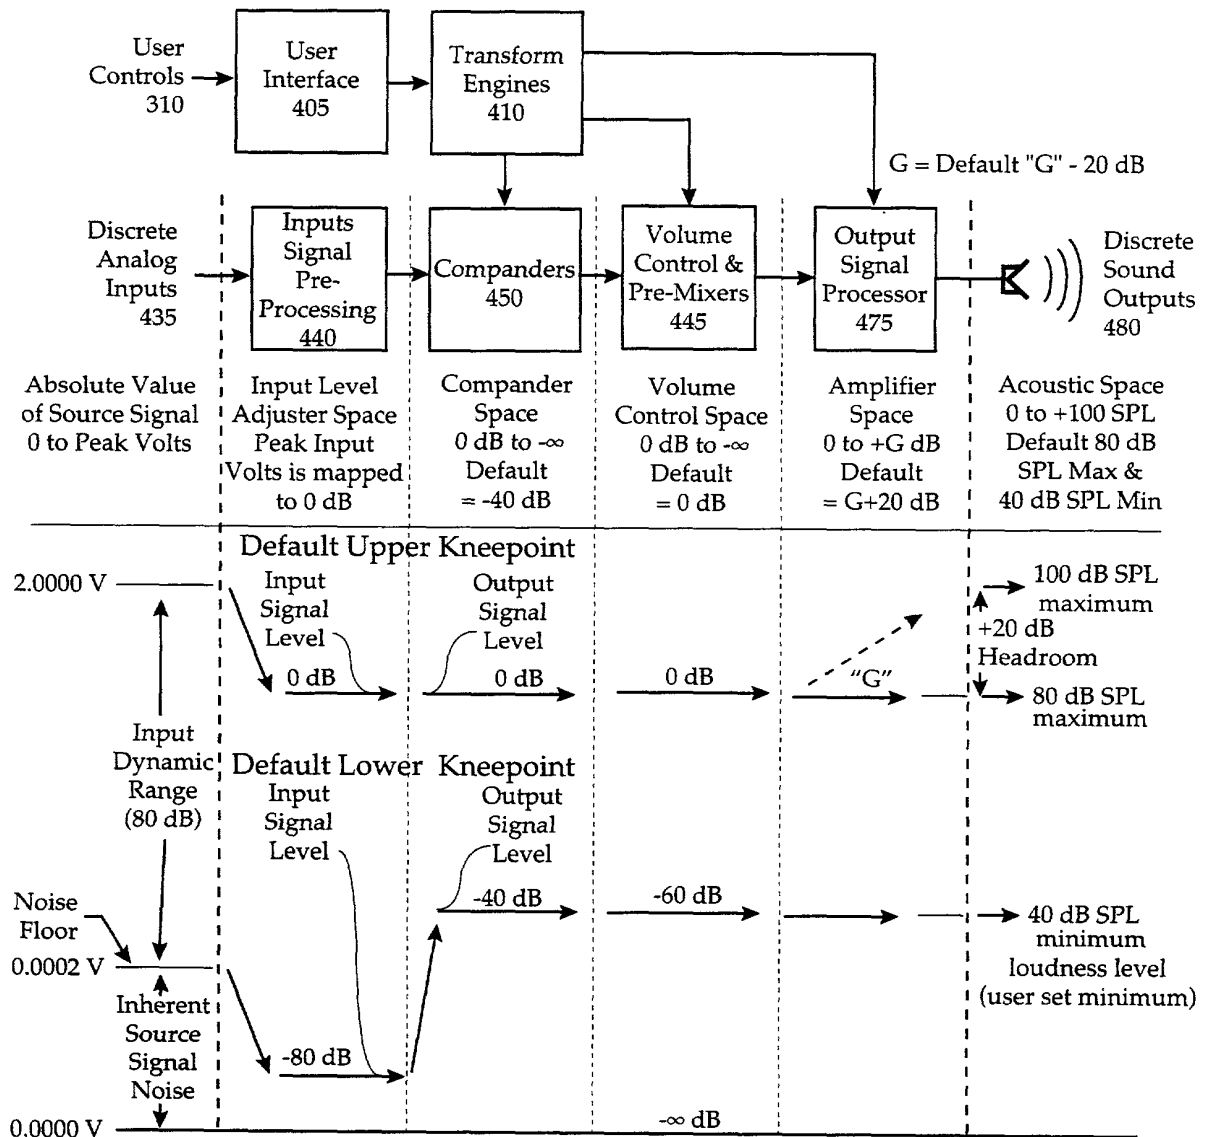 User
Controls
310
User
Interface
405
Transform
Engines
410
G = Default "G" - 20 dB
Discrete
Analog
Inputs
435
Inputs
Signal
Pre-
Processing
440
Companders
450
Volume
Control &
Pre-Mixers
445
Output
Signal
Processor
475
Discrete
Sound
Outputs
480
Absolute Value
of Source Signal
0 to Peak Volts
Input Level
Adjuster Space
Peak Input
Volts is mapped
to 0 dB
Compander
Space
0 dB to -∞
Default
= -40 dB
Volume
Control Space
0 dB to -∞
Default
= 0 dB
Amplifier
Space
0 to +G dB
Default
= G+20 dB
Acoustic Space
0 to +100 SPL
Default 80 dB
SPL Max &
40 dB SPL Min
Default Upper Kneepoint
2.0000 V
Input
Signal
Level
0 dB
Output
Signal
Level
0 dB
0 dB
"G"
100 dB SPL
maximum
+20 dB
Headroom
80 dB SPL
maximum
Input
Dynamic
Range
(80 dB)
Default Lower Kneepoint
Input
Signal
Level
Output
Signal
Level
-40 dB
-60 dB
40 dB SPL
minimum
loudness level
(user set minimum)
Noise
Floor
0.0002 V
Inherent
Source
Signal
Noise
-80 dB
0.0000 V
-∞ dB